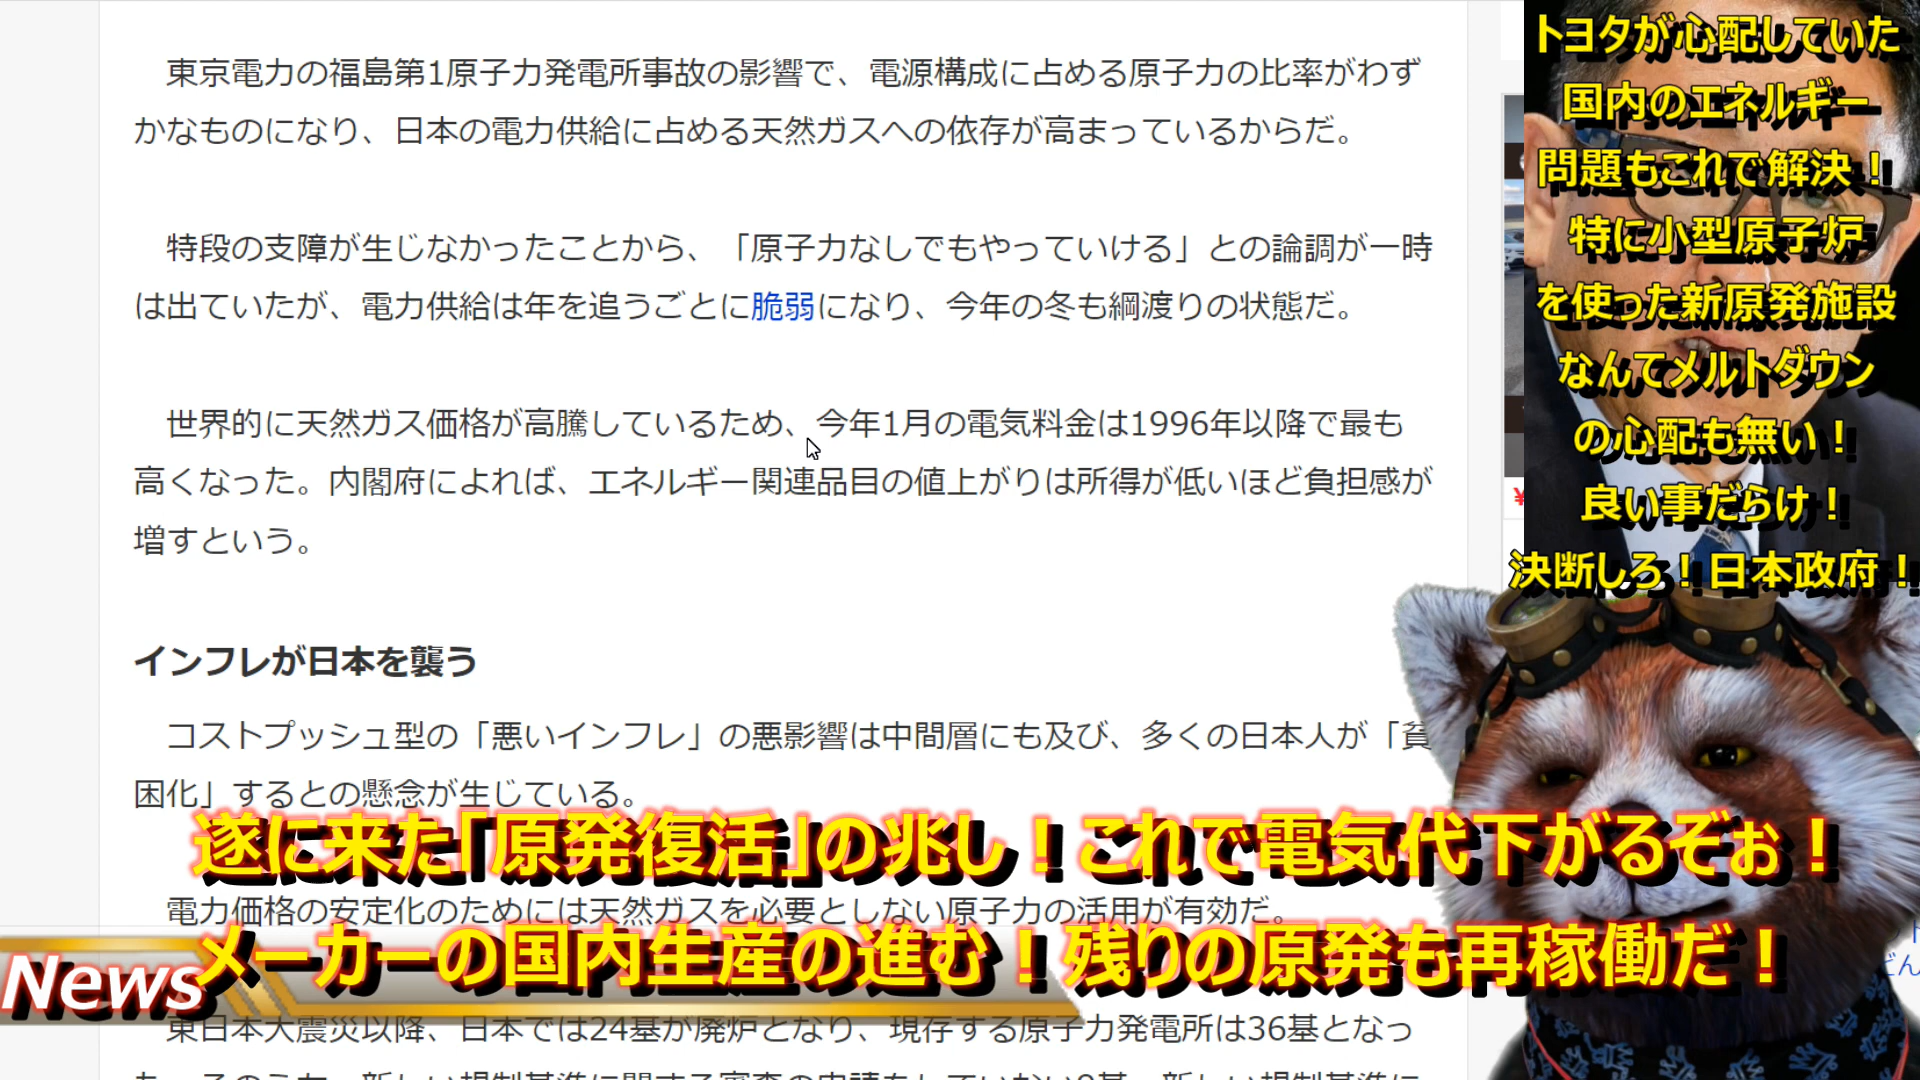 東京電力の福島第1原子力発電所事故の影響で、電源構成に占める原子力の比率がわず
かなものになり、日本の電力供給に占める天然ガスへの依存が高まっているからだ。
特段の支障が生じなかったことから、「原子力なしでもやっていける」との論調が一時
は出ていたが、電力供給は年を追うごとに脆弱になり、今年の冬も綱渡りの状態だ。
世界的に天然ガス価格が高騰しているため、今年1月の電気料金は1996年以降で最も
高くなった。内閣府によれば、エネルギー関連品目の値上がりは所得が低いほど負担感が
増すという。
インフレが日本を襲う
コストプッシュ型の「悪いインフレ」の悪影響は中間層にも及び、多くの日本人が「貧
困化」するとの懸念が生じている。
遂に来た「原発復活」の兆し！これで電気代下がるぞぉ！
電力価格の安定化のためには天然ガスを必要としない原子力の活用が有効だ。
News
メーカーの国内生産の進む！残りの原発も再稼働だ！
東日本大震災以降、日本では24基が廃炉となり、現存する原子力発電所は36基となっ
トヨタが心配していた
国内のエネルギー
問題もこれで解決！
特に小型原子炉
を使った新原発施設
なんてメルトダウン
の心配も無い！
良い事だらけ！
決断しろ！日本政府！